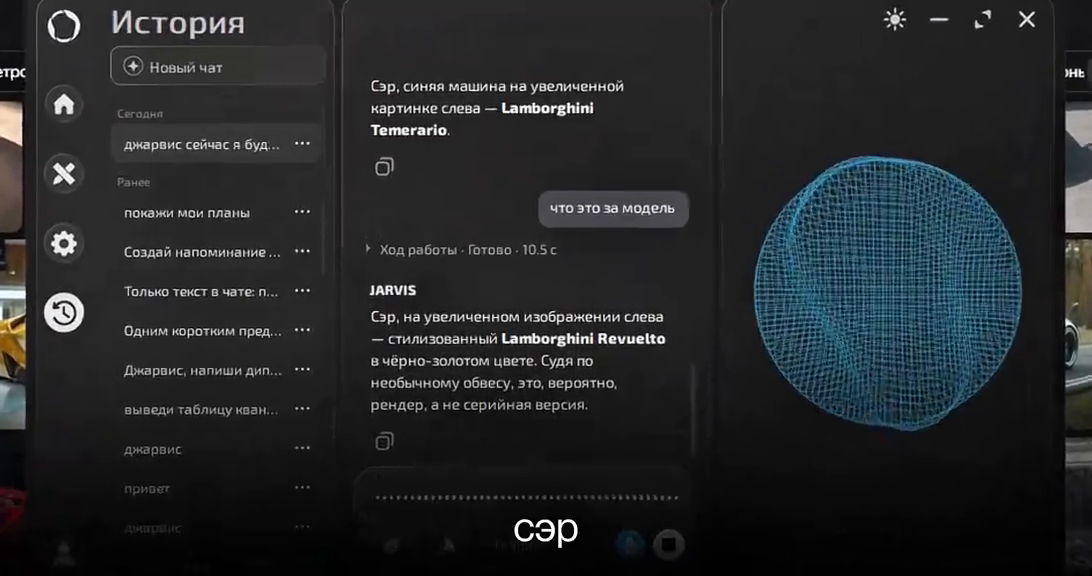 История
Новый чат
Сегодня
джарвис сейчас я буд...
Ранее
покажи мои планы
Создай напоминание ...
Только текст в чате: п...
Одним коротким пред...
Джарвис, напиши дип...
выведи таблицу кван...
джарвис
привет
джарвис
Сэр, синяя машина на увеличенной
картинке слева — Lamborghini
Temerario.
что это за модель
Ход работы · Готово · 10.5 с
JARVIS
Сэр, на увеличенном изображении слева
— стилизованный Lamborghini Revuelto
в чёрно-золотом цвете. Судя по
необычному обвесу, это, вероятно,
рендер, а не серийная версия.
сэр